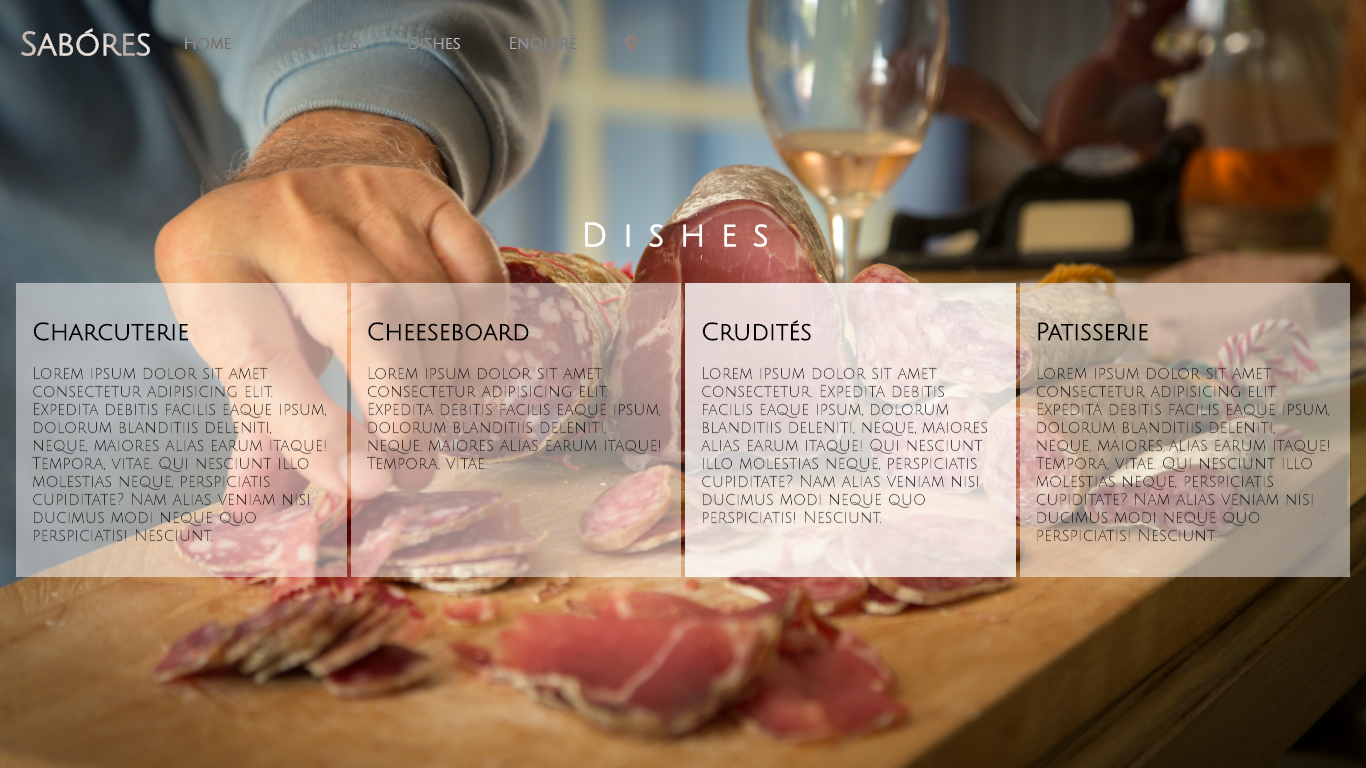 SABÓRES
HOME
ABOUT US
DISHES
ENQUIRE
DISHES
CHARCUTERIE
LOREM IPSUM DOLOR SIT AMET
CONSECTETUR ADIPISICING ELIT.
EXPEDITA DEBITIS FACILIS EAQUE IPSUM,
DOLORUM BLANDITIIS DELENITI,
NEQUE, MAIORES ALIAS EARUM ITAQUE!
TEMPORA, VITAE. QUI NESCIUNT ILLO
MOLESTIAS NEQUE, PERSPICIATIS
CUPIDITATE? NAM ALIAS VENIAM NISI
DUCIMUS MODI NEQUE QUO
PERSPICIATIS! NESCIUNT.
CHEESEBOARD
LOREM IPSUM DOLOR SIT AMET
CONSECTETUR ADIPISICING ELIT.
EXPEDITA DEBITIS FACILIS EAQUE IPSUM,
DOLORUM BLANDITIIS DELENITI,
NEQUE, MAIORES ALIAS EARUM ITAQUE!
TEMPORA, VITAE.
CRUDITÉS
LOREM IPSUM DOLOR SIT AMET
CONSECTETUR. EXPEDITA DEBITIS
FACILIS EAQUE IPSUM, DOLORUM
BLANDITIIS DELENITI, NEQUE, MAIORES
ALIAS EARUM ITAQUE! QUI NESCIUNT
ILLO MOLESTIAS NEQUE, PERSPICIATIS
CUPIDITATE? NAM ALIAS VENIAM NISI
DUCIMUS MODI NEQUE QUO
PERSPICIATIS! NESCIUNT.
PATISSERIE
LOREM IPSUM DOLOR SIT AMET
CONSECTETUR ADIPISICING ELIT.
EXPEDITA DEBITIS FACILIS EAQUE IPSUM,
DOLORUM BLANDITIIS DELENITI,
NEQUE, MAIORES ALIAS EARUM ITAQUE!
TEMPORA, VITAE. QUI NESCIUNT ILLO
MOLESTIAS NEQUE, PERSPICIATIS
CUPIDITATE? NAM ALIAS VENIAM NISI
DUCIMUS MODI NEQUE QUO
PERSPICIATIS! NESCIUNT.